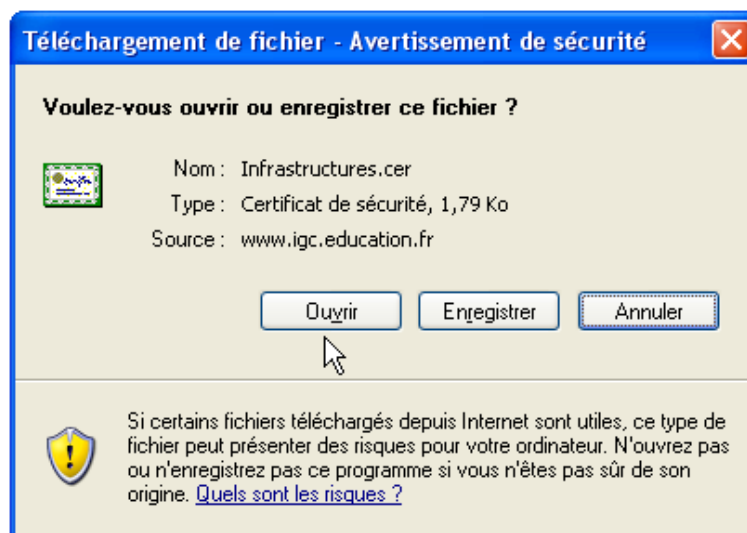 Téléchargement de fichier - Avertissement de sécurité
Voulez-vous ouvrir ou enregistrer ce fichier ?
Nom : Infrastructures.cer
Type : Certificat de sécurité, 1,79 Ko
Source : www.igc.education.fr
Ouvrir Enregistrer Annuler
Si certains fichiers téléchargés depuis Internet sont utiles, ce type de
fichier peut présenter des risques pour votre ordinateur. N'ouvrez pas
ou n'enregistrez pas ce programme si vous n'êtes pas sûr de son
origine. Quels sont les risques ?